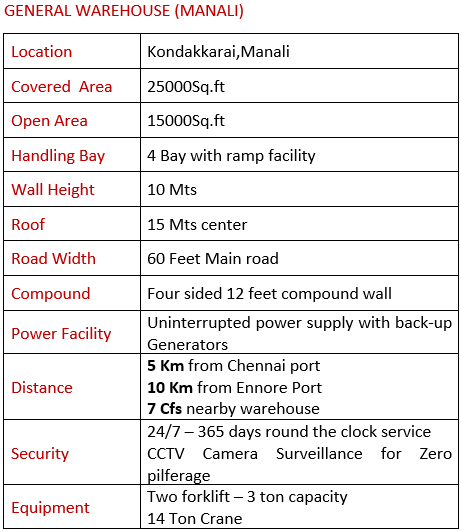 GENERAL WAREHOUSE (MANALI)
Location Kondakkarai,Manali
Covered Area 25000Sq.ft
Open Area 15000Sq.ft
Handling Bay 4 Bay with ramp facility
Wall Height 10 Mts
Roof 15 Mts center
Road Width 60 Feet Main road
Compound Four sided 12 feet compound wall
Power Facility Uninterrupted power supply with back-up
Generators
Distance 5 Km from Chennai port
10 Km from Ennore Port
7 Cfs nearby warehouse
Security 24/7 – 365 days round the clock service
CCTV Camera Surveillance for Zero
pilferage
Equipment Two forklift – 3 ton capacity
14 Ton Crane